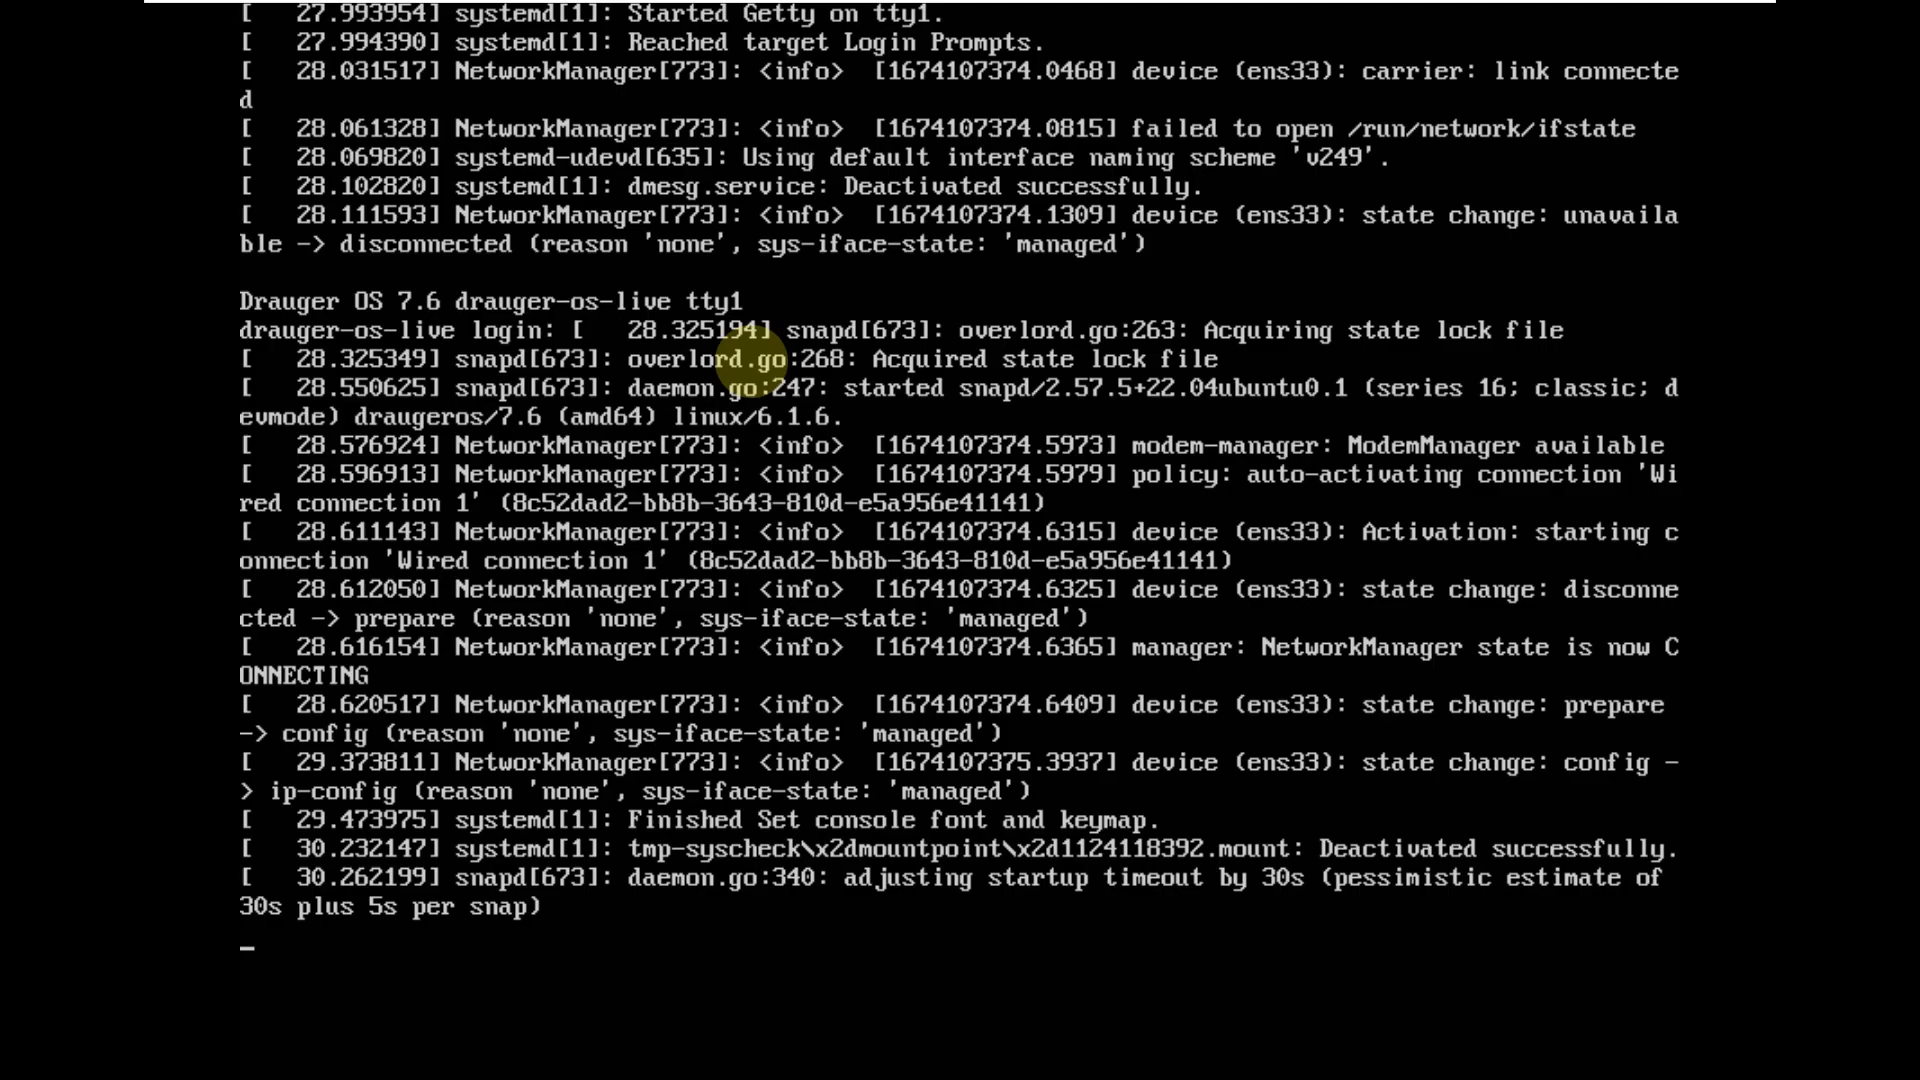 [   27.993954] systemd[1]: Started Getty on tty1.
[   27.994390] systemd[1]: Reached target Login Prompts.
[   28.031517] NetworkManager[773]: <info>  [1674107374.0468] device (ens33): carrier: link connecte
d
[   28.061328] NetworkManager[773]: <info>  [1674107374.0815] failed to open /run/network/ifstate
[   28.069820] systemd-udevd[635]: Using default interface naming scheme 'v249'.
[   28.102820] systemd[1]: dmesg.service: Deactivated successfully.
[   28.111593] NetworkManager[773]: <info>  [1674107374.1309] device (ens33): state change: unavaila
ble -> disconnected (reason 'none', sys-iface-state: 'managed')
Drauger OS 7.6 drauger-os-live tty1
drauger-os-live login: [   28.325194] snapd[673]: overlord.go:263: Acquiring state lock file
[   28.325349] snapd[673]: overlord.go:268: Acquired state lock file
[   28.550625] snapd[673]: daemon.go:247: started snapd/2.57.5+22.04ubuntu0.1 (series 16; classic; d
evmode) draugeros/7.6 (amd64) linux/6.1.6.
[   28.576924] NetworkManager[773]: <info>  [1674107374.5973] modem-manager: ModemManager available
[   28.596913] NetworkManager[773]: <info>  [1674107374.5979] policy: auto-activating connection 'Wi
red connection 1' (8c52dad2-bb8b-3643-810d-e5a956e41141)
[   28.611143] NetworkManager[773]: <info>  [1674107374.6315] device (ens33): Activation: starting c
onnection 'Wired connection 1' (8c52dad2-bb8b-3643-810d-e5a956e41141)
[   28.612050] NetworkManager[773]: <info>  [1674107374.6325] device (ens33): state change: disconne
cted -> prepare (reason 'none', sys-iface-state: 'managed')
[   28.616154] NetworkManager[773]: <info>  [1674107374.6365] manager: NetworkManager state is now C
ONNECTING
[   28.620517] NetworkManager[773]: <info>  [1674107374.6409] device (ens33): state change: prepare
-> config (reason 'none', sys-iface-state: 'managed')
[   29.373811] NetworkManager[773]: <info>  [1674107375.3937] device (ens33): state change: config -
> ip-config (reason 'none', sys-iface-state: 'managed')
[   29.473975] systemd[1]: Finished Set console font and keymap.
[   30.232147] systemd[1]: tmp-syscheck\x2dmountpoint\x2d1124118392.mount: Deactivated successfully.
[   30.262199] snapd[673]: daemon.go:340: adjusting startup timeout by 30s (pessimistic estimate of
30s plus 5s per snap)
_